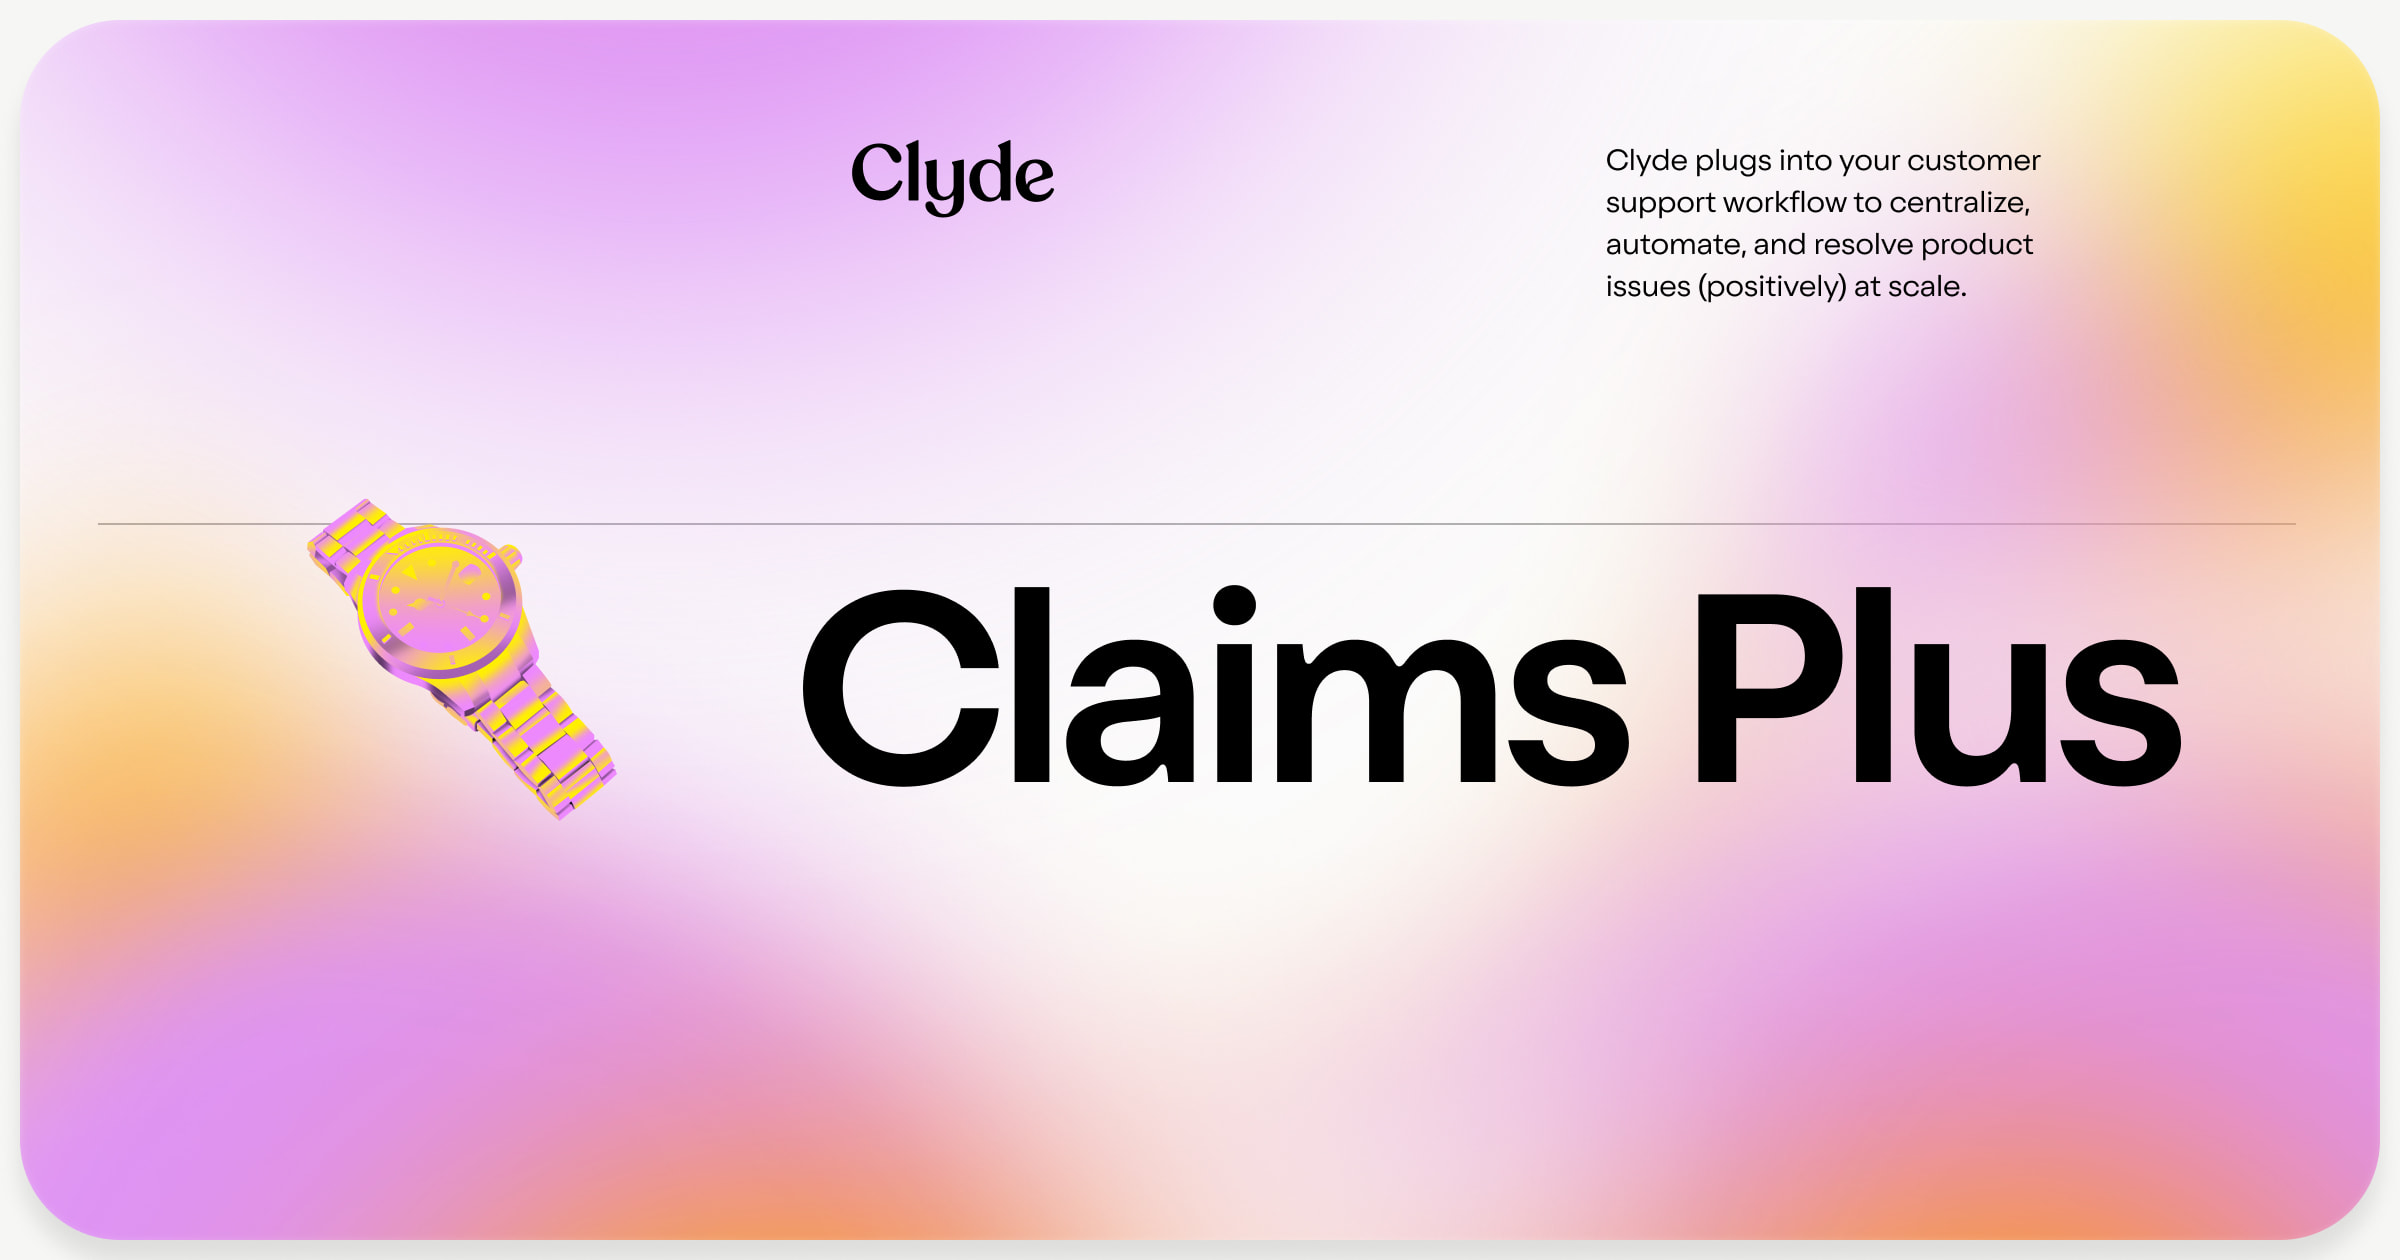 Clyde
Clyde plugs into your customer
support workflow to centralize,
automate, and resolve product
issues (positively) at scale.
Claims Plus